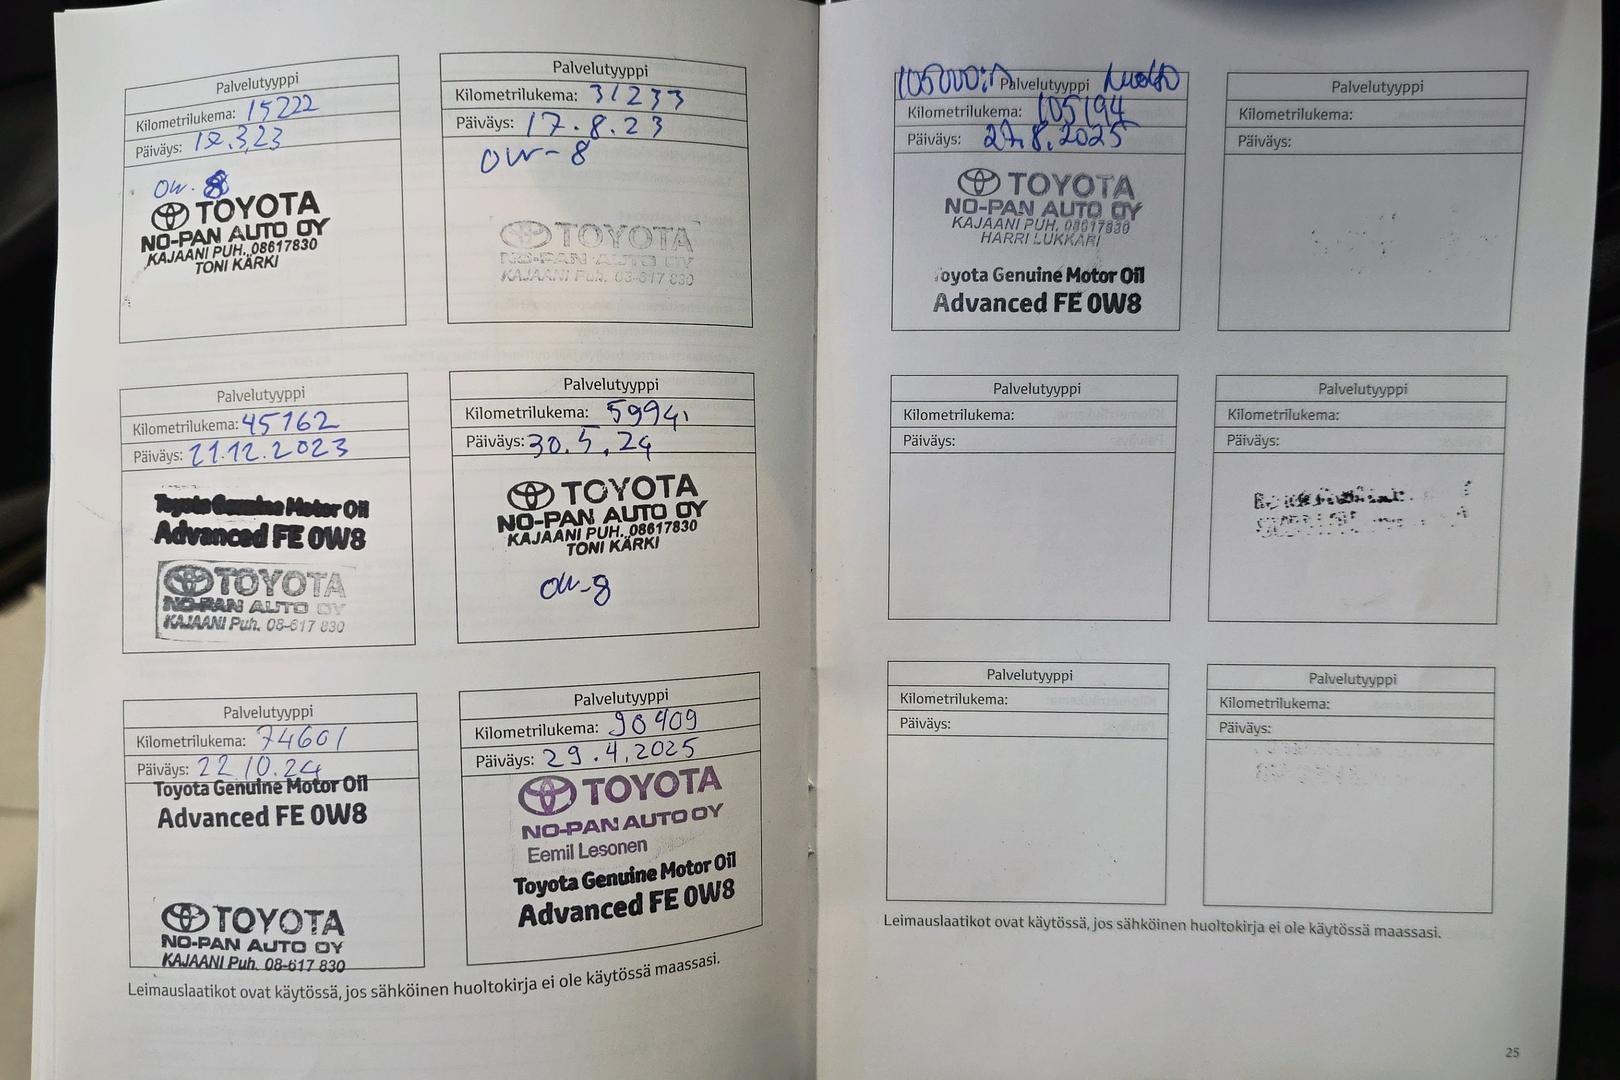 Palvelutyyppi
Kilometrilukema: 15222
Päiväys:
0W-8
TOYOTA
NO-PAN AUTO OY
KAJAANI PUH. 08617830
TONI KÄRKI
Palvelutyyppi
Kilometrilukema: 31233
Päiväys: 17.8.23
0W-8
TOYOTA
NO-PAN AUTO OY
KAJAANI Puh. 08-617 830
Palvelutyyppi
Kilometrilukema: 45162
Päiväys: 21.12.2023
Toyota Genuine Motor Oil
Advanced FE 0W8
TOYOTA
NO-PAN AUTO OY
KAJAANI Puh. 08-617 830
Palvelutyyppi
Kilometrilukema: 59941
Päiväys: 30.5.24
TOYOTA
NO-PAN AUTO OY
KAJAANI PUH. 08617830
TONI KÄRKI
0W-8
Palvelutyyppi
Kilometrilukema: 74601
Päiväys: 22.10.24
Toyota Genuine Motor Oil
Advanced FE 0W8
TOYOTA
NO-PAN AUTO OY
KAJAANI Puh. 08-617 830
Palvelutyyppi
Kilometrilukema: 90409
Päiväys: 29.4.2025
TOYOTA
NO-PAN AUTO OY
Eemil Lesonen
Toyota Genuine Motor Oil
Advanced FE 0W8
Leimauslaatikot ovat käytössä, jos sähköinen huoltokirja ei ole käytössä maassasi.
105000:n Palvelutyyppi huolto
Kilometrilukema: 105194
Päiväys: 27.8.2025
TOYOTA
NO-PAN AUTO OY
KAJAANI PUH. 08617830
HARRI LUKKARI
Toyota Genuine Motor Oil
Advanced FE 0W8
Palvelutyyppi
Kilometrilukema:
Päiväys:
Palvelutyyppi
Kilometrilukema:
Päiväys:
Palvelutyyppi
Kilometrilukema:
Päiväys:
Palvelutyyppi
Kilometrilukema:
Päiväys:
Palvelutyyppi
Kilometrilukema:
Päiväys:
Leimauslaatikot ovat käytössä, jos sähköinen huoltokirja ei ole käytössä maassasi.
25